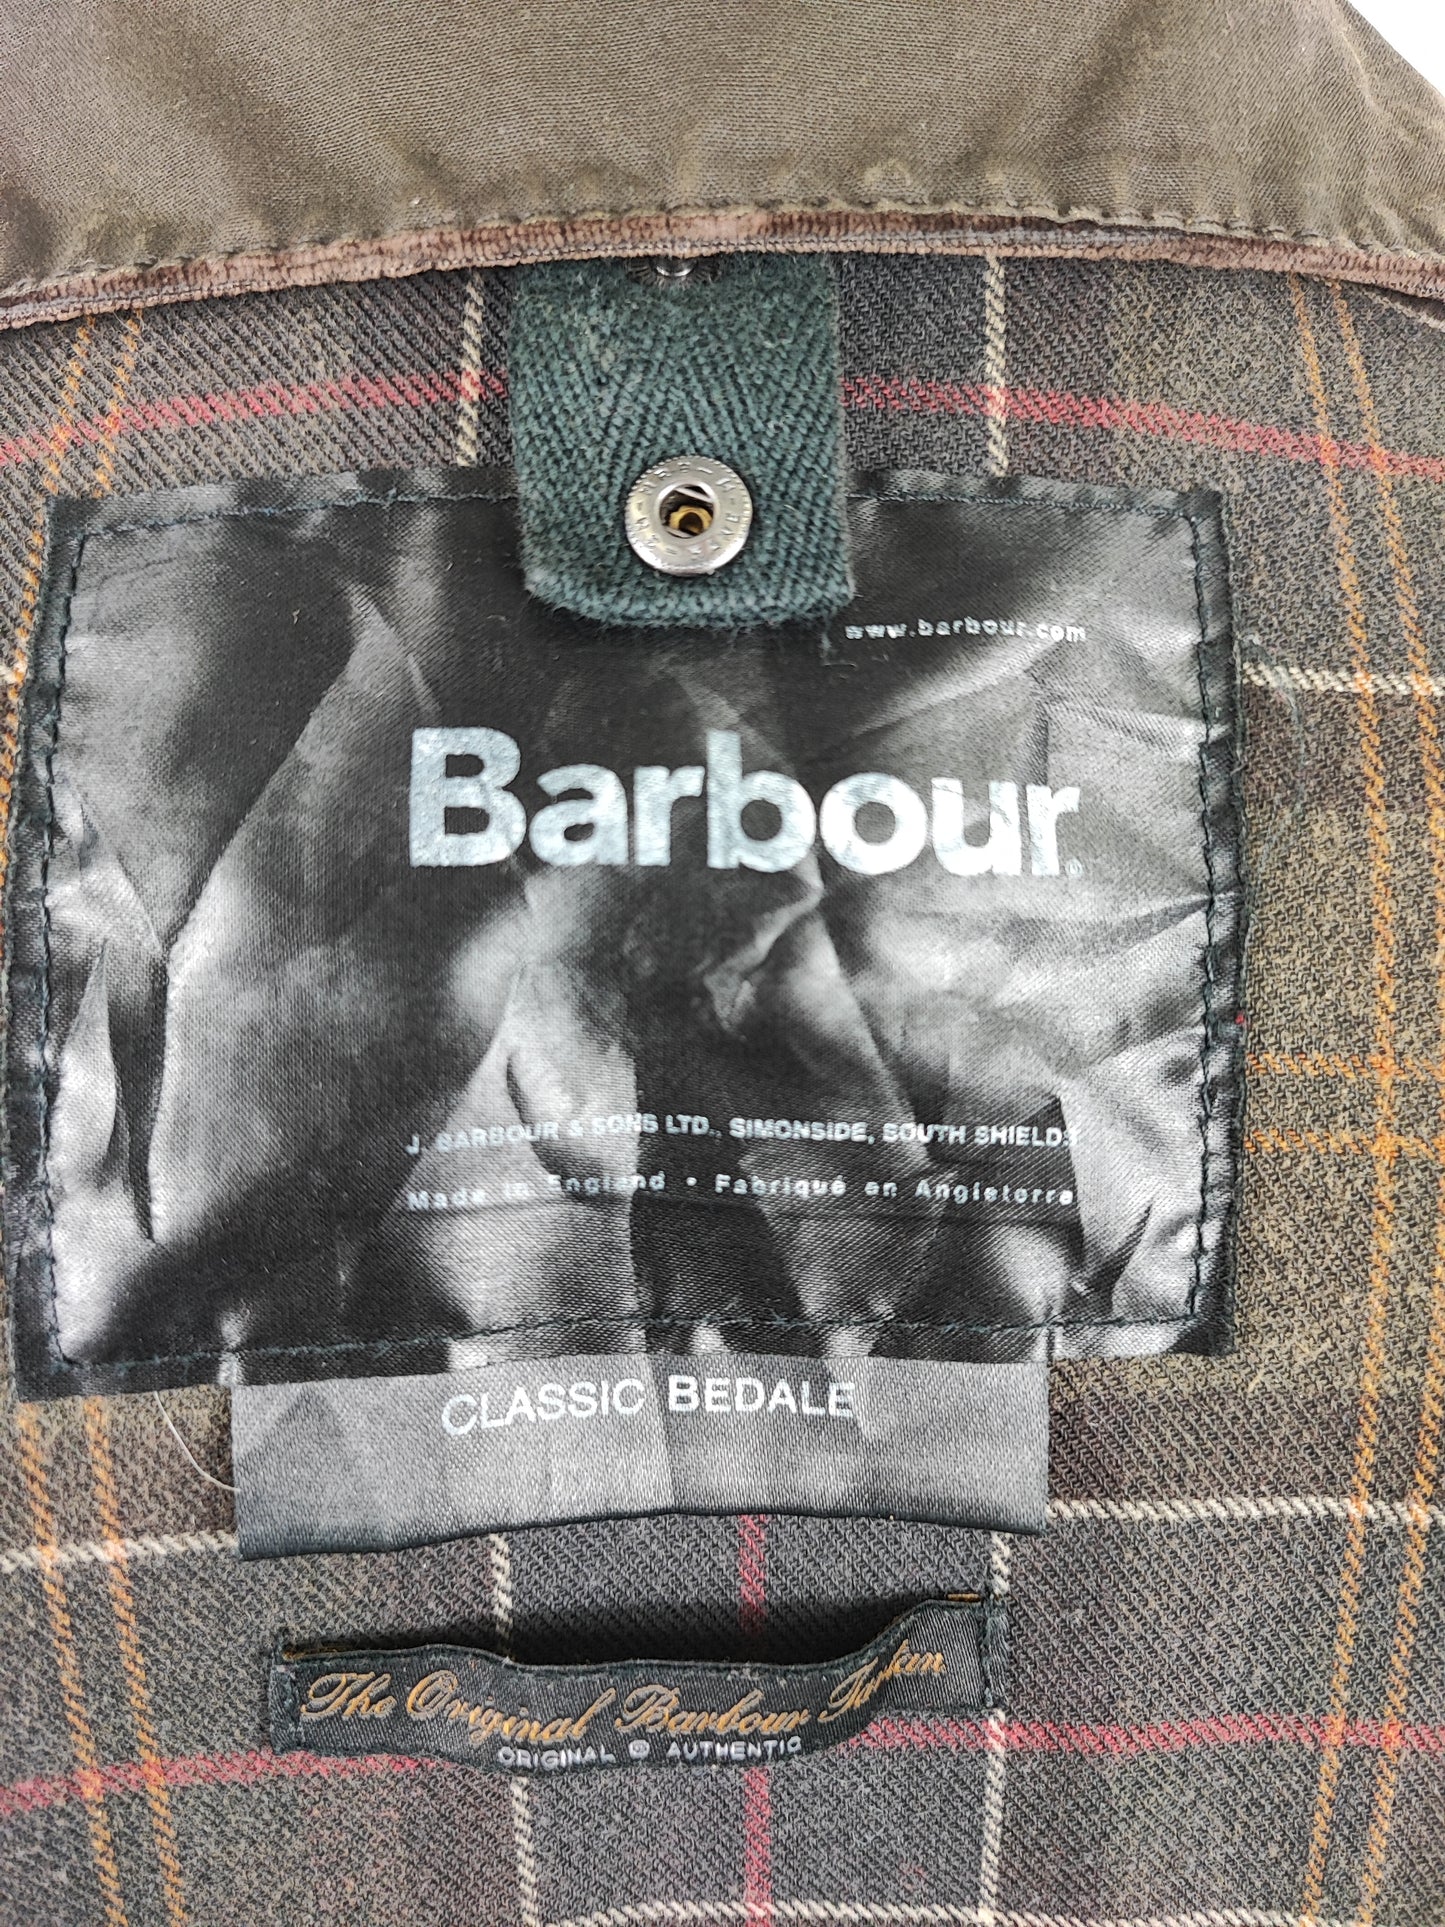 www.barbour.com
Barbour®
J. BARBOUR & SONS LTD., SIMONSIDE, SOUTH SHIELDS
Made in England • Fabriqué en Angleterre
CLASSIC BEDALE
The Original Barbour Tartan
ORIGINAL & AUTHENTIC